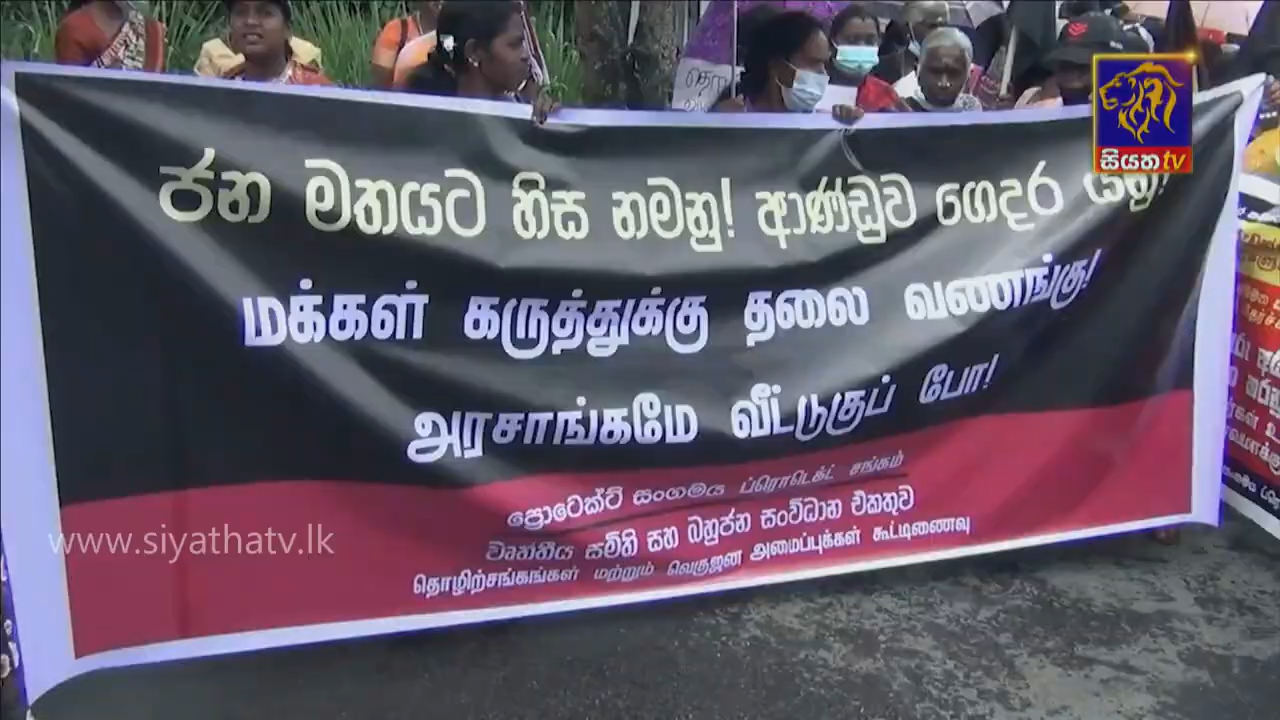 ජන මතයට හිස නමනු! ආණ්ඩුව ගෙදර යනු!
மக்கள் கருத்துக்கு தலை வணங்கு!
அரசாங்கமே வீட்டுகுப் போ!
ප්‍රොටෙක්ට් සංගමය ப்ரொடெக்ட் சங்கம்
වෘත්තීය සමිති සහ බහුජන සංවිධාන එකතුව
தொழிற்சங்கங்கள் மற்றும் வெகுஜன அமைப்புக்கள் கூட்டிணைவு
සියත tv
www.siyathatv.lk